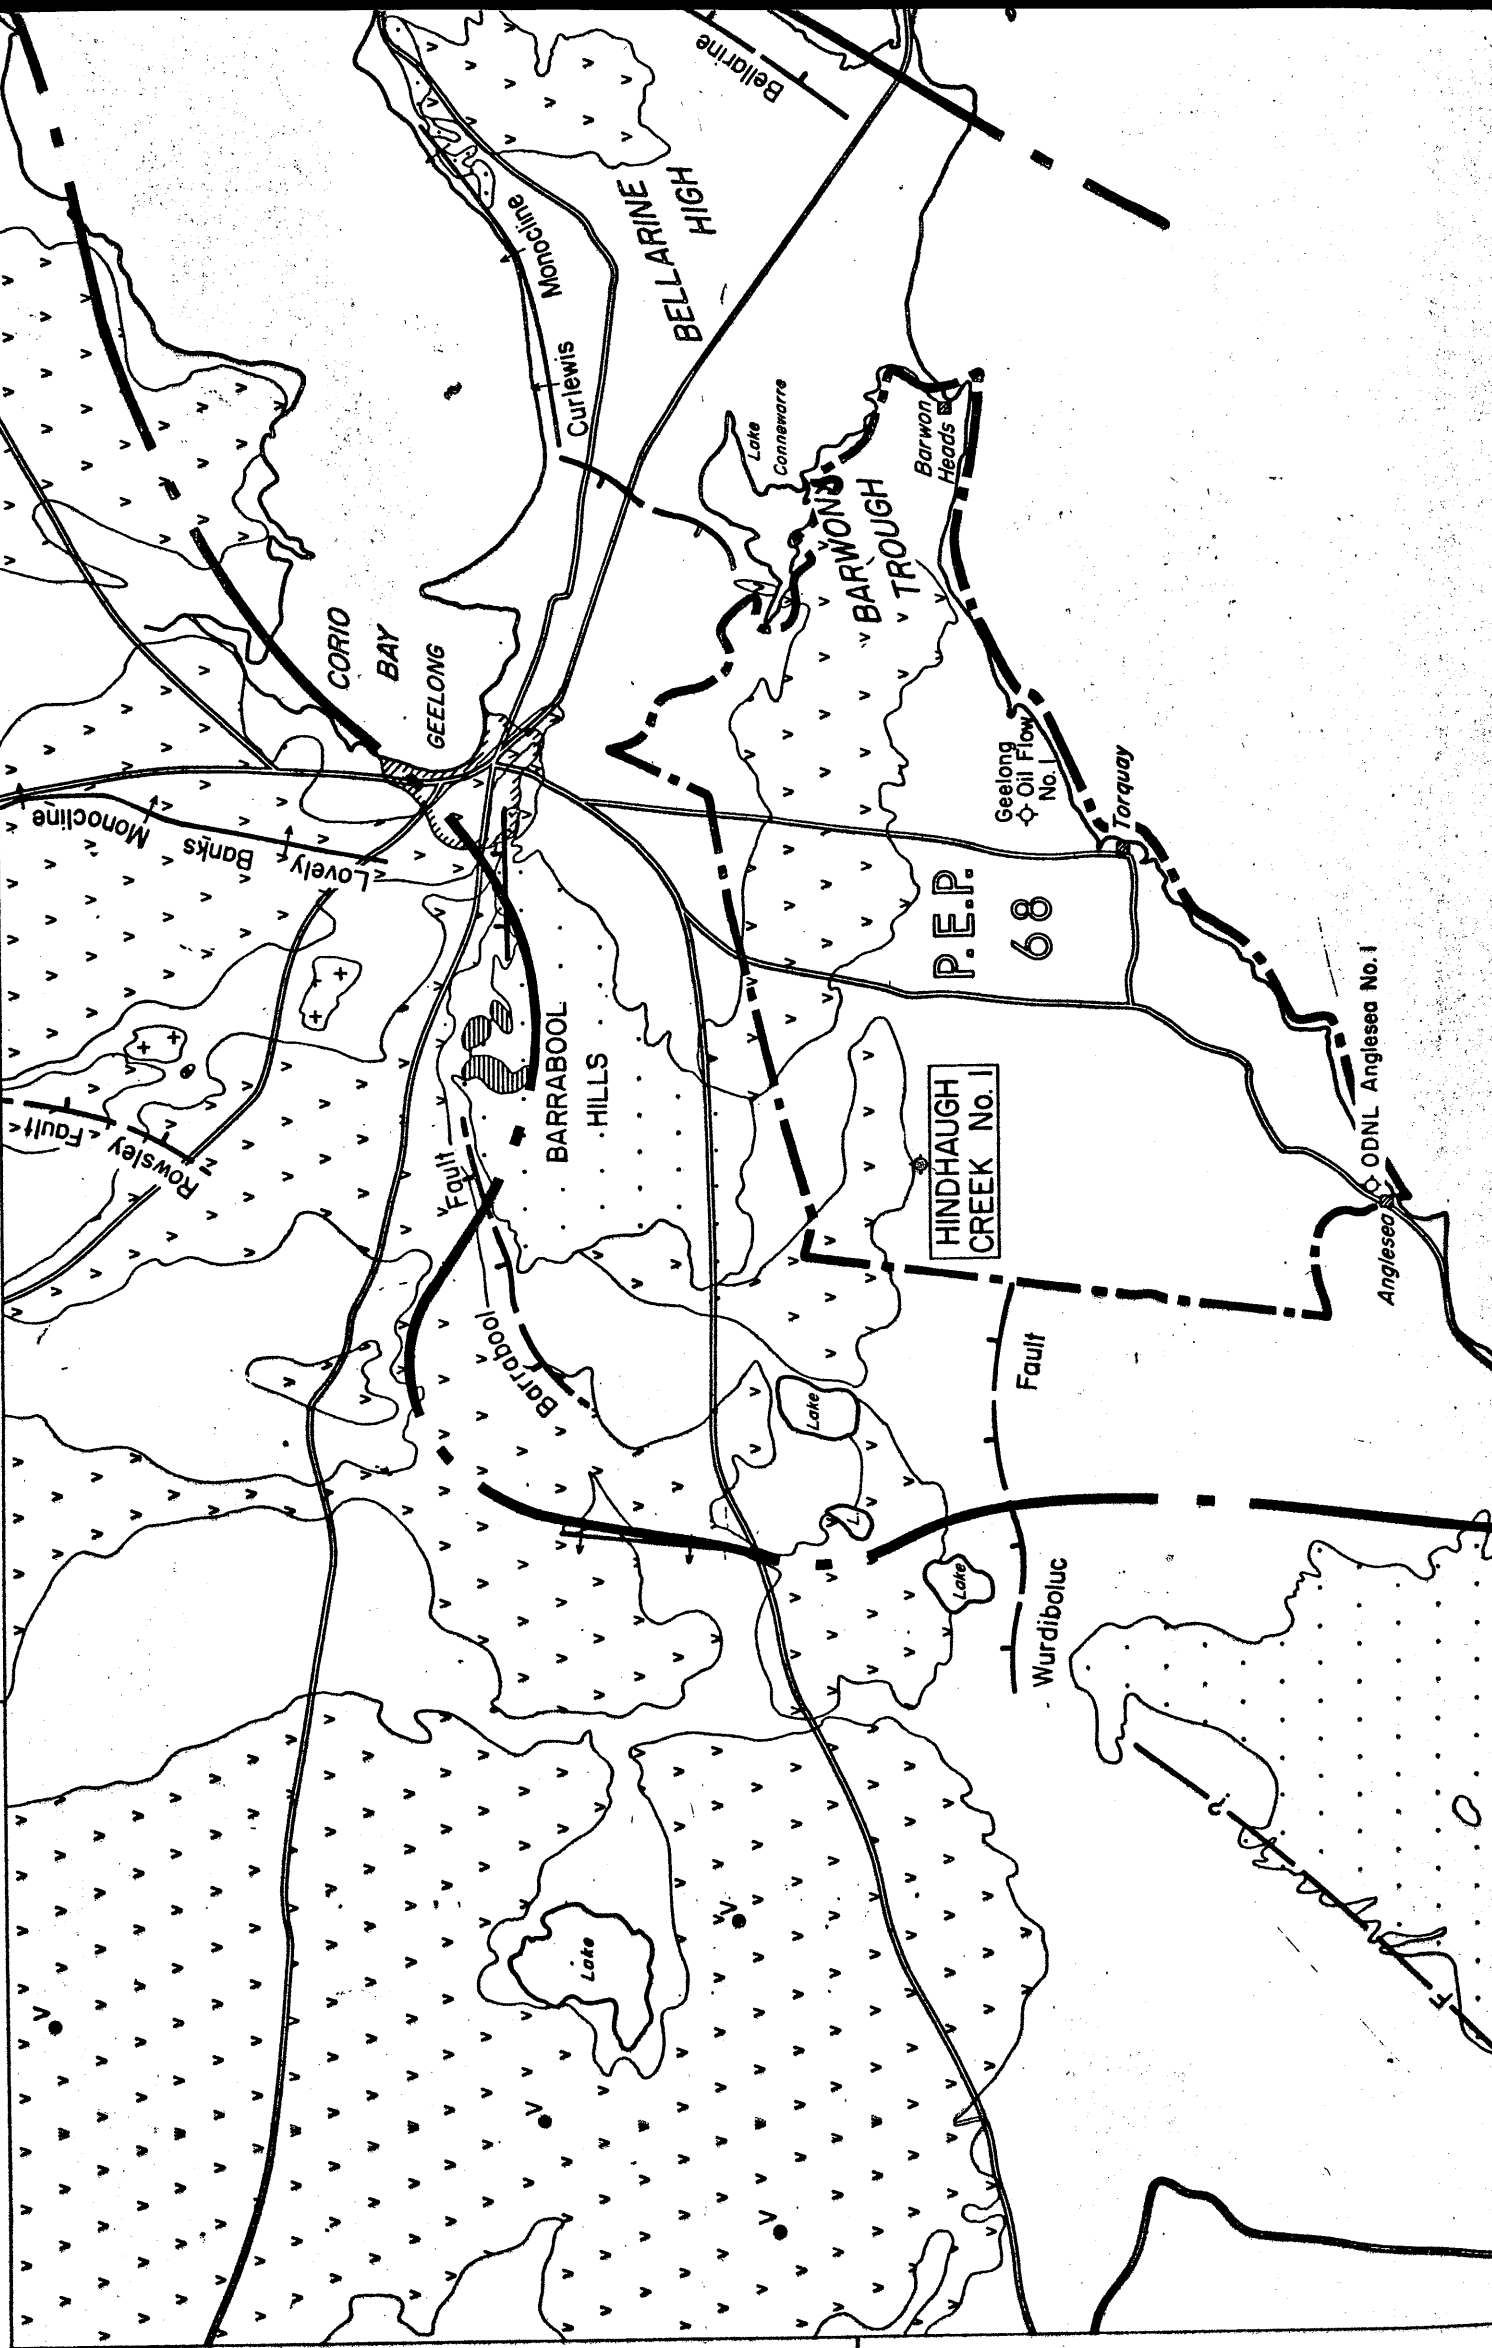 Bellarine
Monocline
Curlewis
BELLARINE
HIGH
Lake
Connewarre
Barwon
Heads
BARWON
TROUGH
CORIO
BAY
GEELONG
Monocline
Banks
Lovely
Geelong
Oil Flow
No. 1
Torquay
P.E.P.
68
ODNL Anglesea No. 1
Anglesea
HINDHAUGH
CREEK No. 1
BARRABOOL
HILLS
Rowsley
Fault
Fault
Barrabool
Fault
Wurdiboluc
Lake
L
Lake
Lake
?
F